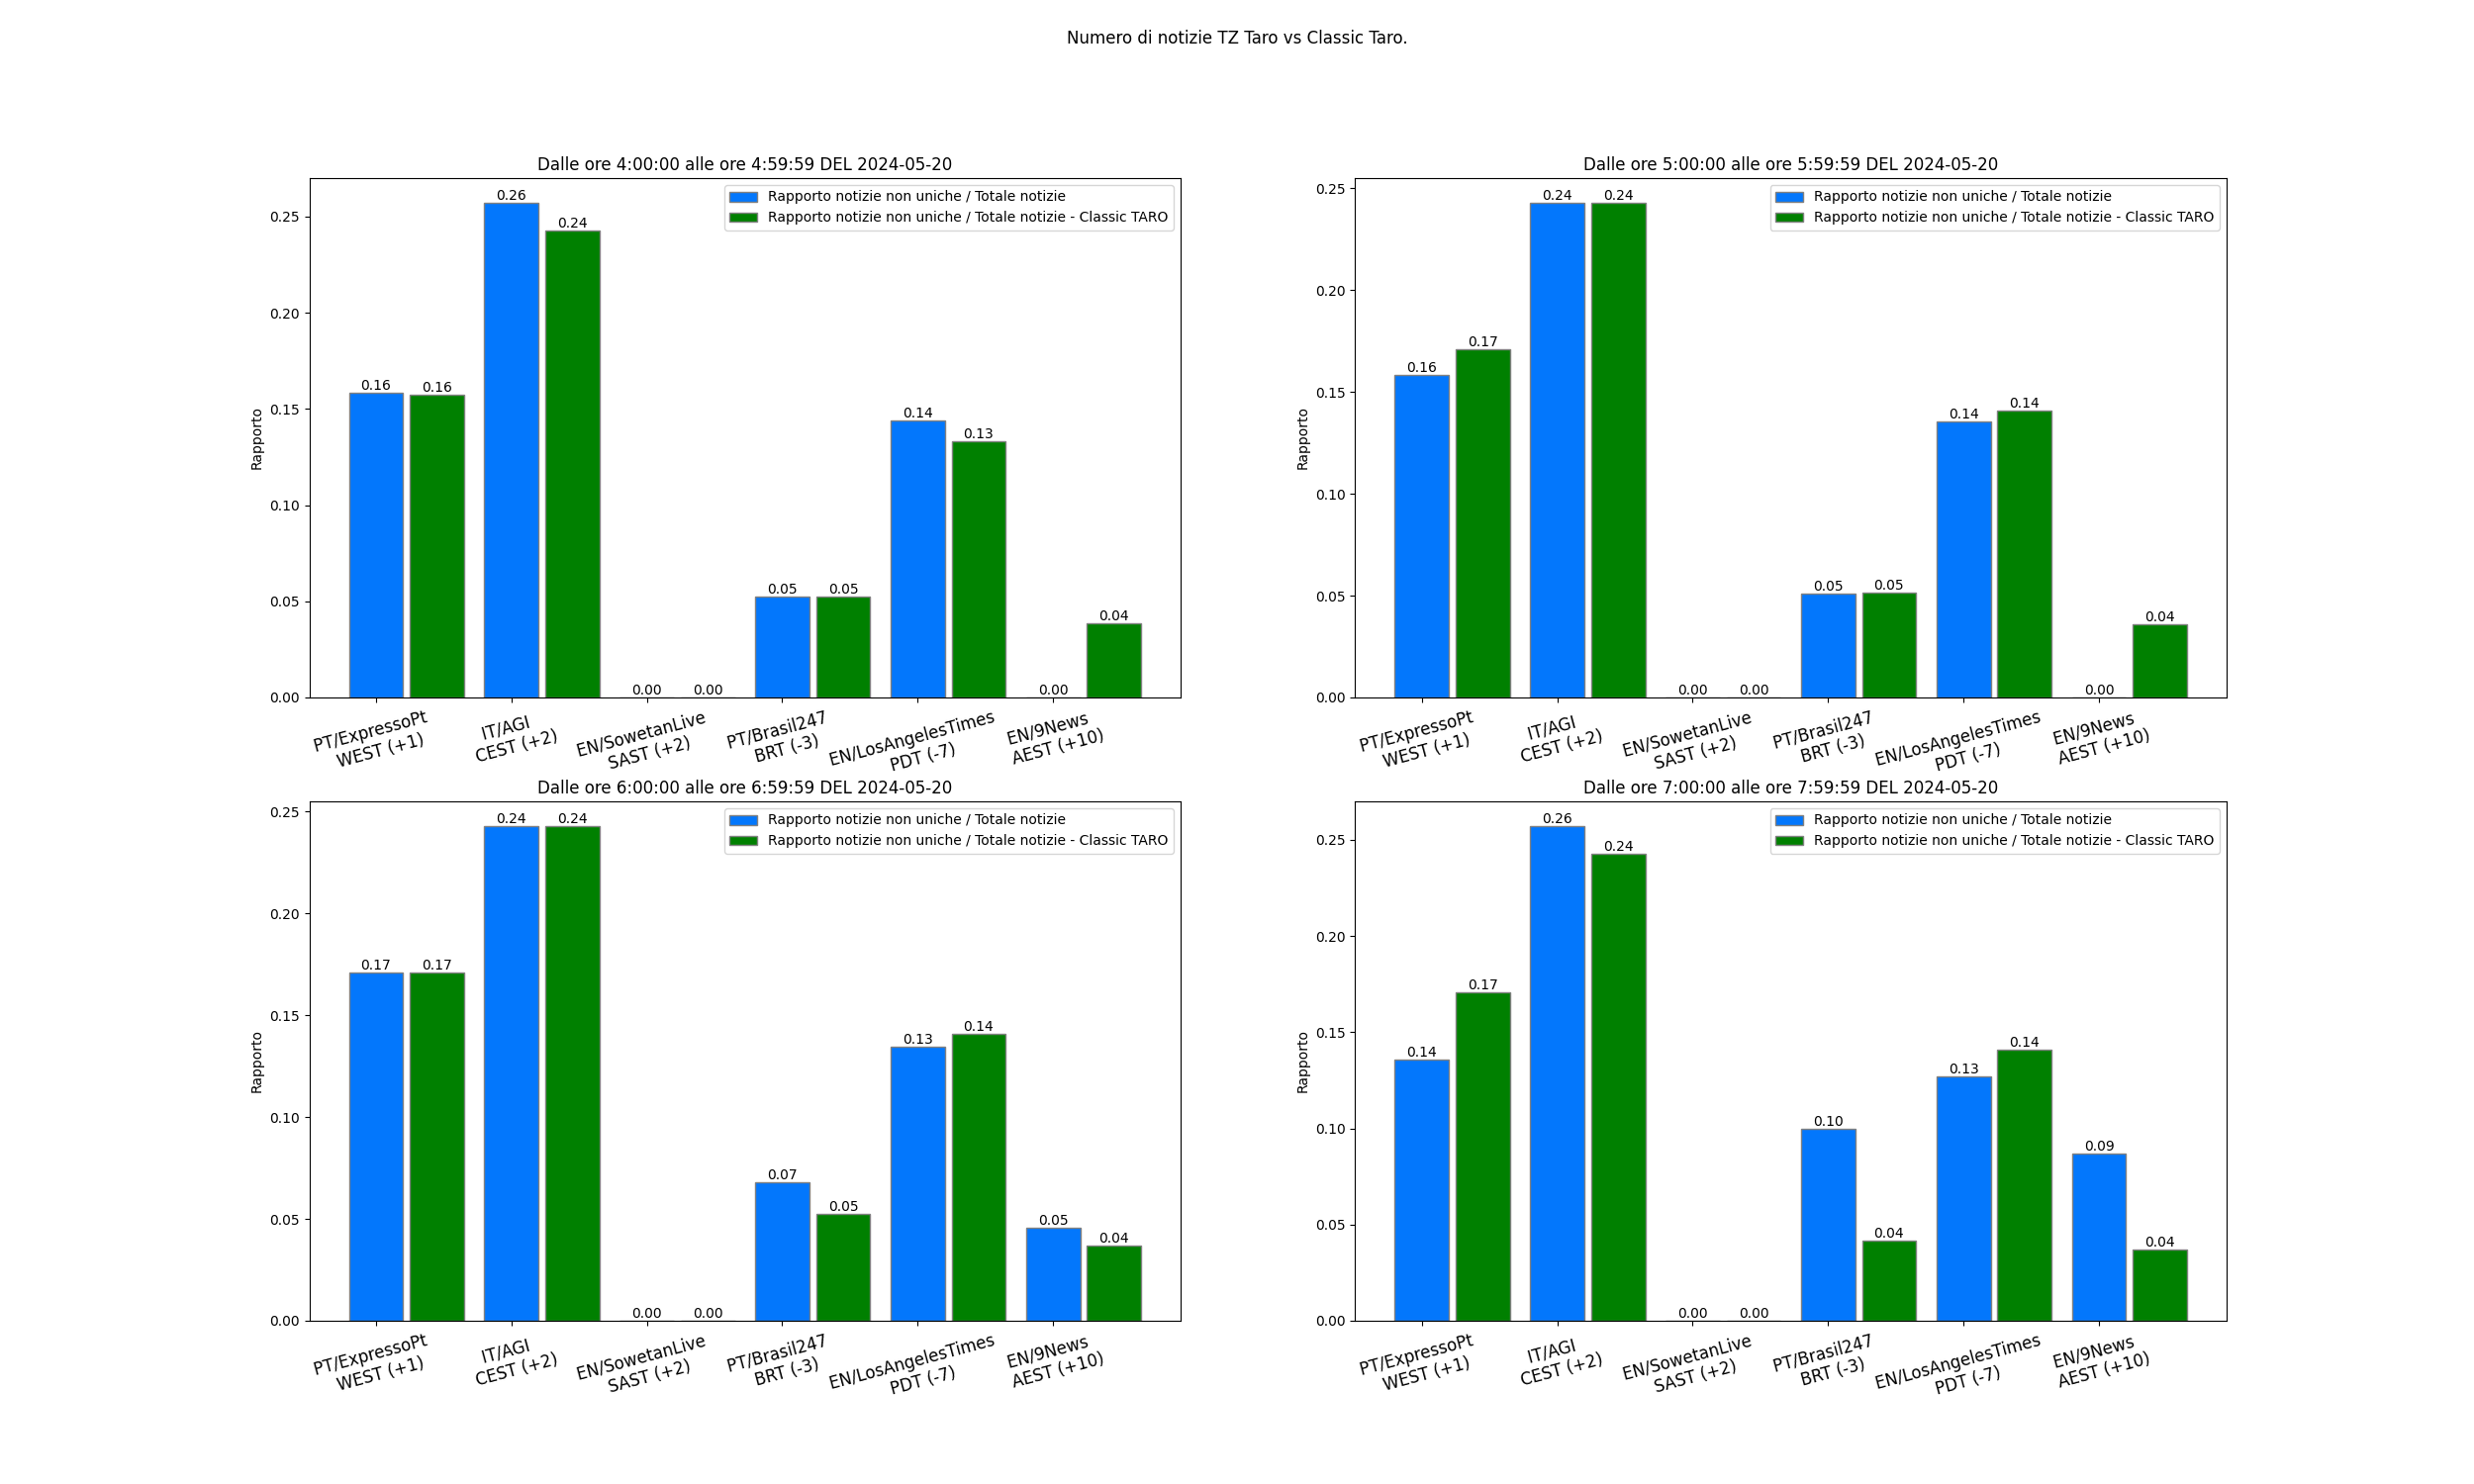 Numero di notizie TZ Taro vs Classic Taro.
Dalle ore 4:00:00 alle ore 4:59:59 DEL 2024-05-20
Rapporto notizie non uniche / Totale notizie
Rapporto notizie non uniche / Totale notizie - Classic TARO
Rapporto
0.25
0.20
0.15
0.10
0.05
0.00
0.16
0.16
0.26
0.24
0.00
0.00
0.05
0.05
0.14
0.13
0.00
0.04
PT/ExpressoPt
WEST (+1)
IT/AGI
CEST (+2)
EN/SowetanLive
SAST (+2)
PT/Brasil247
BRT (-3)
EN/LosAngelesTimes
PDT (-7)
EN/9News
AEST (+10)
Dalle ore 5:00:00 alle ore 5:59:59 DEL 2024-05-20
Rapporto notizie non uniche / Totale notizie
Rapporto notizie non uniche / Totale notizie - Classic TARO
Rapporto
0.25
0.20
0.15
0.10
0.05
0.00
0.16
0.17
0.24
0.24
0.00
0.00
0.05
0.05
0.14
0.14
0.00
0.04
PT/ExpressoPt
WEST (+1)
IT/AGI
CEST (+2)
EN/SowetanLive
SAST (+2)
PT/Brasil247
BRT (-3)
EN/LosAngelesTimes
PDT (-7)
EN/9News
AEST (+10)
Dalle ore 6:00:00 alle ore 6:59:59 DEL 2024-05-20
Rapporto notizie non uniche / Totale notizie
Rapporto notizie non uniche / Totale notizie - Classic TARO
Rapporto
0.25
0.20
0.15
0.10
0.05
0.00
0.17
0.17
0.24
0.24
0.00
0.00
0.07
0.05
0.13
0.14
0.05
0.04
PT/ExpressoPt
WEST (+1)
IT/AGI
CEST (+2)
EN/SowetanLive
SAST (+2)
PT/Brasil247
BRT (-3)
EN/LosAngelesTimes
PDT (-7)
EN/9News
AEST (+10)
Dalle ore 7:00:00 alle ore 7:59:59 DEL 2024-05-20
Rapporto notizie non uniche / Totale notizie
Rapporto notizie non uniche / Totale notizie - Classic TARO
Rapporto
0.25
0.20
0.15
0.10
0.05
0.00
0.14
0.17
0.26
0.24
0.00
0.00
0.10
0.04
0.13
0.14
0.09
0.04
PT/ExpressoPt
WEST (+1)
IT/AGI
CEST (+2)
EN/SowetanLive
SAST (+2)
PT/Brasil247
BRT (-3)
EN/LosAngelesTimes
PDT (-7)
EN/9News
AEST (+10)